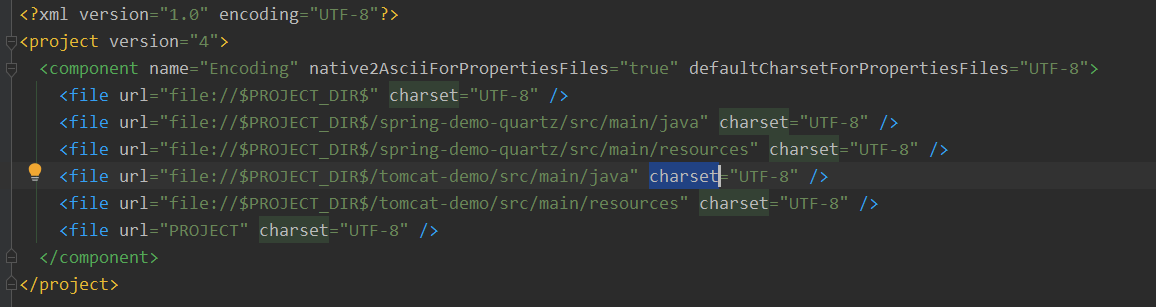 <?xml version="1.0" encoding="UTF-8"?>
<project version="4">
<component name="Encoding" native2AsciiForPropertiesFiles="true" defaultCharsetForPropertiesFiles="UTF-8">
<file url="file://$PROJECT_DIR$" charset="UTF-8" />
<file url="file://$PROJECT_DIR$/spring-demo-quartz/src/main/java" charset="UTF-8" />
<file url="file://$PROJECT_DIR$/spring-demo-quartz/src/main/resources" charset="UTF-8" />
<file url="file://$PROJECT_DIR$/tomcat-demo/src/main/java" charset="UTF-8" />
<file url="file://$PROJECT_DIR$/tomcat-demo/src/main/resources" charset="UTF-8" />
<file url="PROJECT" charset="UTF-8" />
</component>
</project>